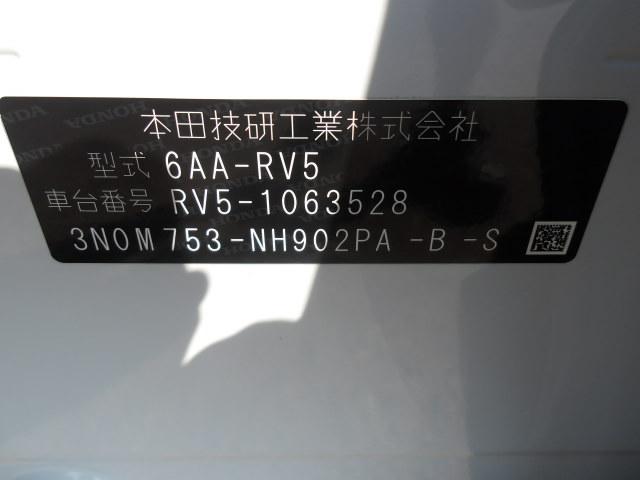 本田技研工業株式会社
型式 6AA-RV5
車台番号 RV5-1063528
3N0M753-NH902PA -B -S